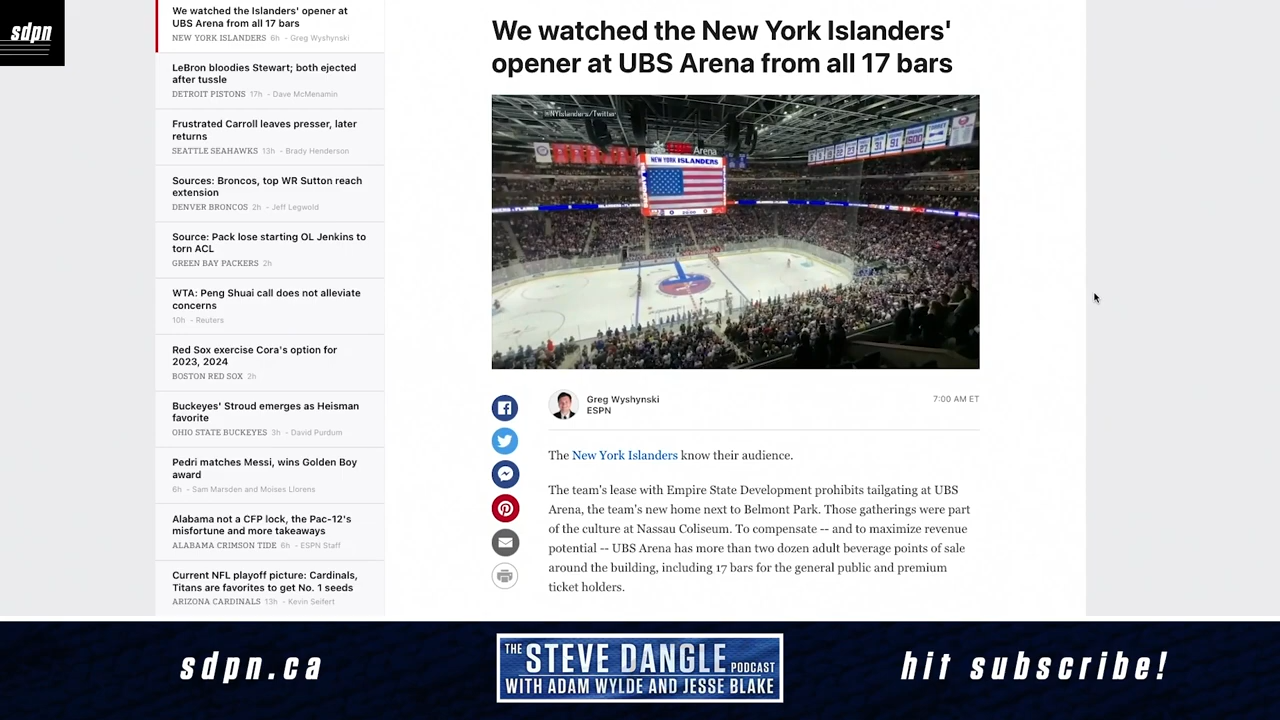 sdpn
We watched the Islanders' opener at
UBS Arena from all 17 bars
NEW YORK ISLANDERS 6h - Greg Wyshynski
LeBron bloodies Stewart; both ejected
after tussle
DETROIT PISTONS 17h - Dave McMenamin
Frustrated Carroll leaves presser, later
returns
SEATTLE SEAHAWKS 13h - Brady Henderson
Sources: Broncos, top WR Sutton reach
extension
DENVER BRONCOS 2h - Jeff Legwold
Source: Pack lose starting OL Jenkins to
torn ACL
GREEN BAY PACKERS 2h
WTA: Peng Shuai call does not alleviate
concerns
10h - Reuters
Red Sox exercise Cora's option for
2023, 2024
BOSTON RED SOX 2h
Buckeyes' Stroud emerges as Heisman
favorite
OHIO STATE BUCKEYES 3h - David Purdum
Pedri matches Messi, wins Golden Boy
award
6h - Sam Marsden and Moises Llorens
Alabama not a CFP lock, the Pac-12's
misfortune and more takeaways
ALABAMA CRIMSON TIDE 6h - ESPN Staff
Current NFL playoff picture: Cardinals,
Titans are favorites to get No. 1 seeds
ARIZONA CARDINALS 13h - Kevin Seifert
We watched the New York Islanders'
opener at UBS Arena from all 17 bars
@NYIslanders/Twitter
Arena
NEW YORK ISLANDERS
Greg Wyshynski
ESPN
7:00 AM ET
The New York Islanders know their audience.
The team's lease with Empire State Development prohibits tailgating at UBS
Arena, the team's new home next to Belmont Park. Those gatherings were part
of the culture at Nassau Coliseum. To compensate -- and to maximize revenue
potential -- UBS Arena has more than two dozen adult beverage points of sale
around the building, including 17 bars for the general public and premium
ticket holders.
sdpn.ca
THE STEVE DANGLE PODCAST
WITH ADAM WYLDE AND JESSE BLAKE
hit subscribe!